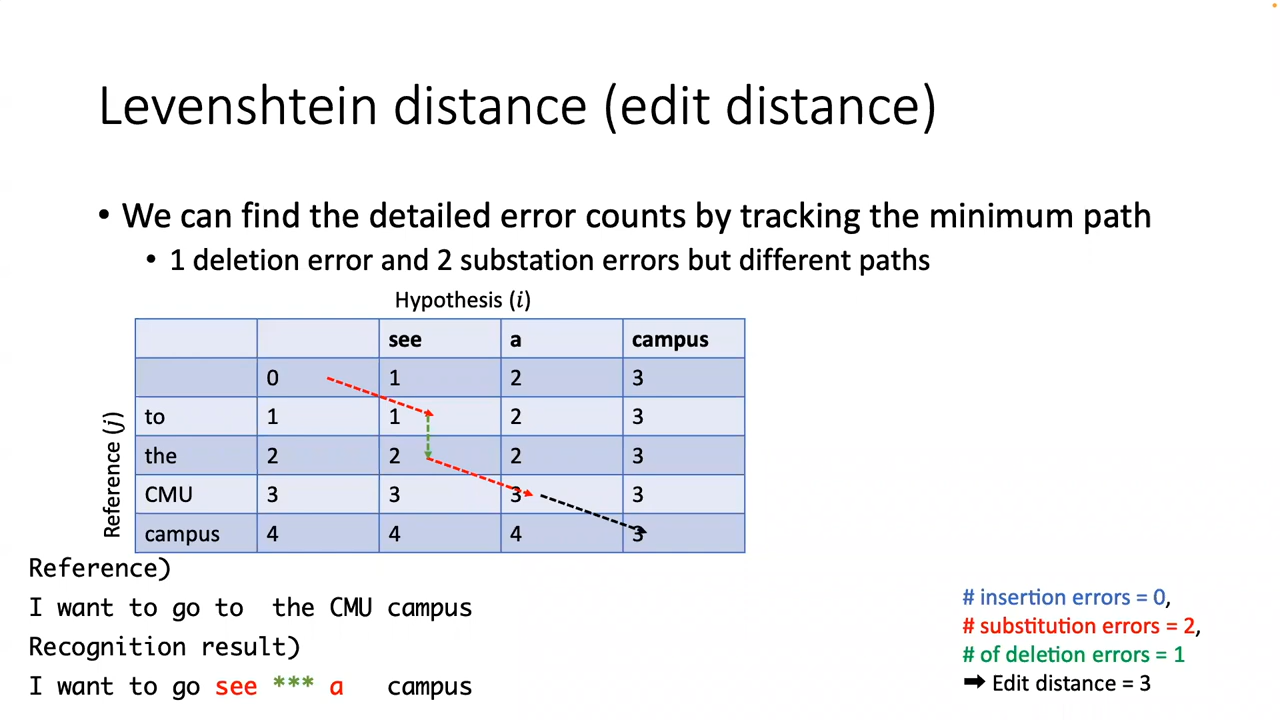 Levenshtein distance (edit distance)
• We can find the detailed error counts by tracking the minimum path
• 1 deletion error and 2 substation errors but different paths
Hypothesis (i)
see a campus
0 1 2 3
to 1 1 2 3
the 2 2 2 3
CMU 3 3 3 3
campus 4 4 4 3
Reference (j)
Reference)
I want to go to the CMU campus
Recognition result)
I want to go see *** a campus
# insertion errors = 0,
# substitution errors = 2,
# of deletion errors = 1
➡ Edit distance = 3